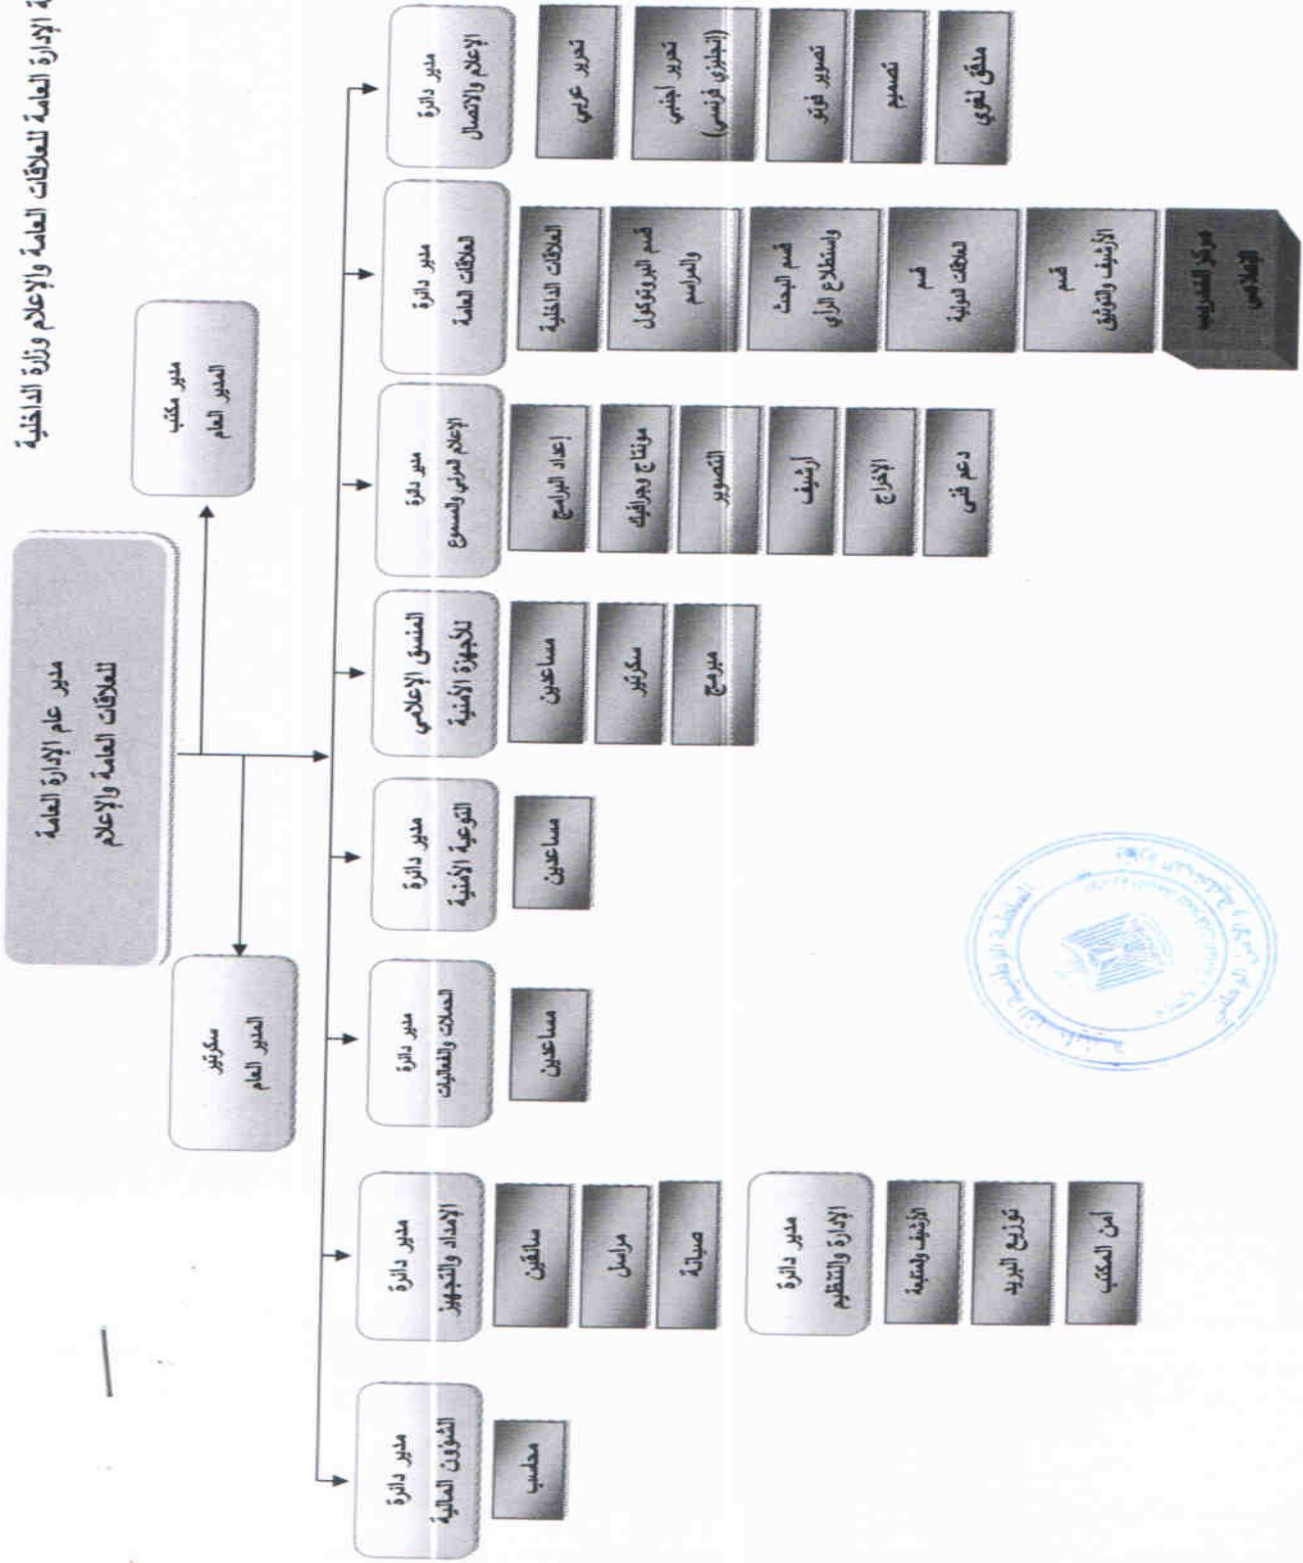 الإدارة العامة للعلاقات العامة والإعلام وزارة الداخلية
مدير عام الإدارة العامة
للعلاقات العامة والإعلام
مدير مكتب
المدير العام
سكرتير
المدير العام
مدير دائرة
الإعلام والاتصال
تحرير عربي
تحرير أجنبي
(إنجليزي فرنسي)
تصوير فوتو
تصميم
مدقق لغوي
مدير دائرة
العلاقات العامة
العلاقات الداخلية
قسم البروتوكول
والمراسم
قسم البحث
واستطلاع الرأي
قسم
العلاقات الدولية
قسم
الأرشيف والتوثيق
مركز التدريب
الإعلامي
مدير دائرة
الإعلام المرئي والمسموع
إعداد البرامج
مونتاج وجرافيك
التصوير
أرشيف
الإخراج
دعم فني
المنسق الإعلامي
للأجهزة الأمنية
مساعدين
سكرتير
مبرمج
مدير دائرة
التوعية الأمنية
مساعدين
مدير دائرة
الحملات والفعاليات
مساعدين
مدير دائرة
الإمداد والتجهيز
سائقين
مراسل
صيانة
مدير دائرة
الإدارة والتنظيم
الأرشيف والمتابعة
توزيع البريد
أمن المكتب
مدير دائرة
الشؤون المالية
محاسب
السلطة الوطنية الفلسطينية